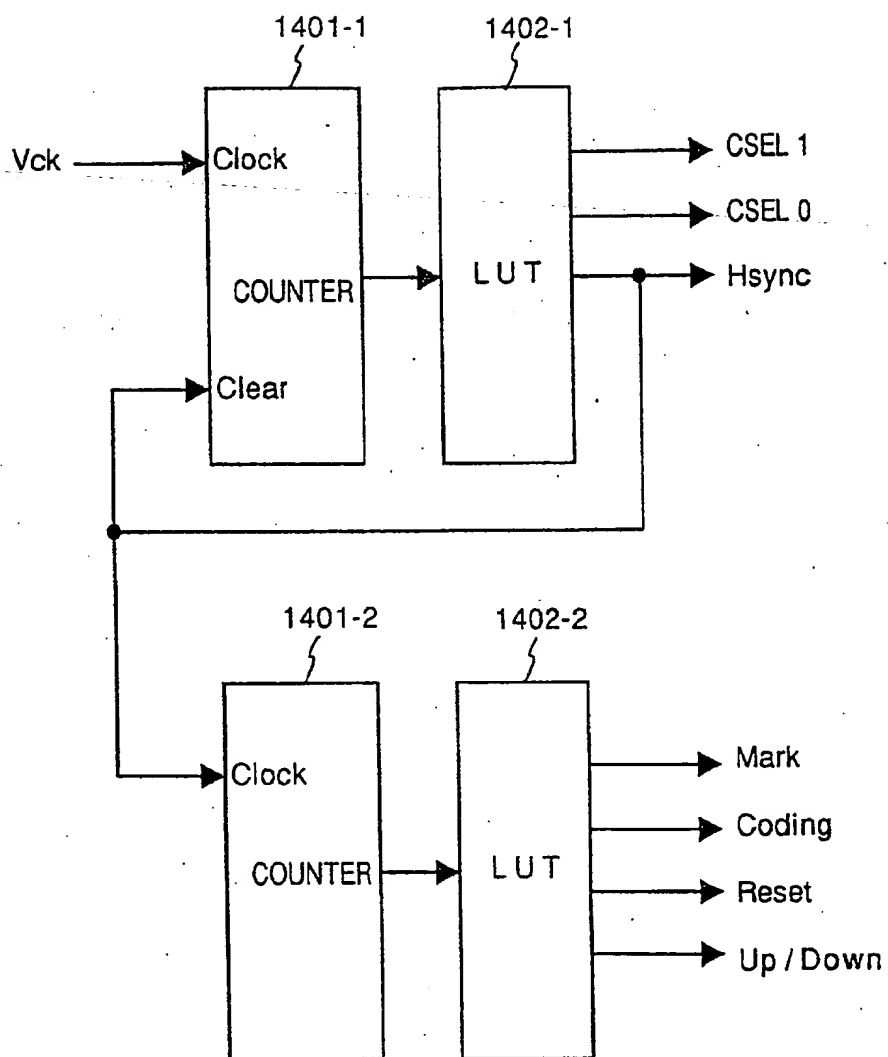 1401-1
1402-1
Vck
Clock
CSEL 1
CSEL 0
COUNTER
LUT
Hsync
Clear
1401-2
1402-2
Clock
Mark
Coding
COUNTER
LUT
Reset
Up / Down